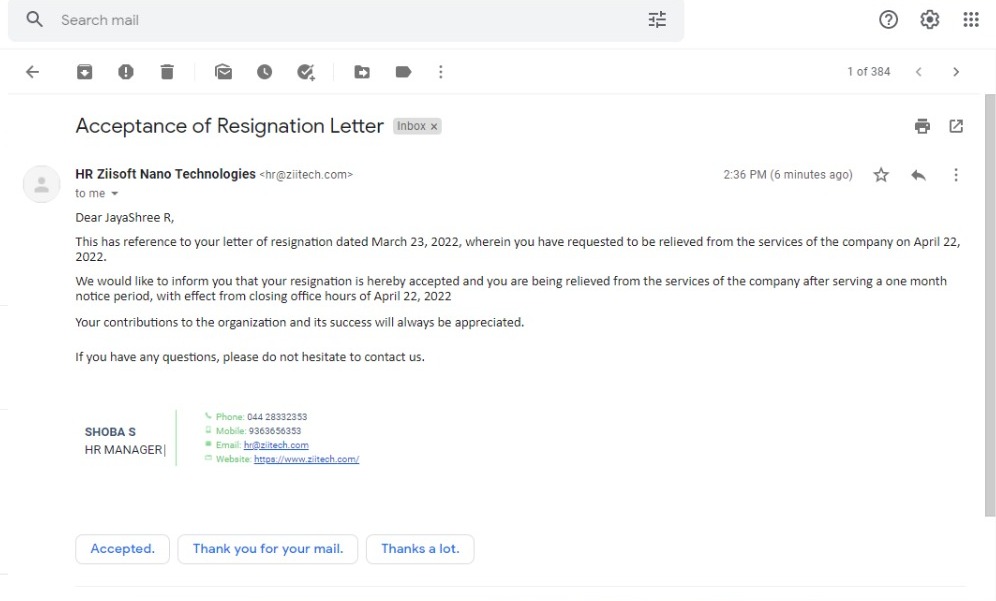 Search mail
1 of 384
Acceptance of Resignation Letter Inbox x
HR Ziisoft Nano Technologies <hr@ziitech.com> 2:36 PM (6 minutes ago)
to me
Dear JayaShree R,
This has reference to your letter of resignation dated March 23, 2022, wherein you have requested to be relieved from the services of the company on April 22,
2022.
We would like to inform you that your resignation is hereby accepted and you are being relieved from the services of the company after serving a one month
notice period, with effect from closing office hours of April 22, 2022
Your contributions to the organization and its success will always be appreciated.
If you have any questions, please do not hesitate to contact us.
SHOBA S
HR MANAGER|
Phone: 044 28332353
Mobile: 9363656353
Email: hr@ziitech.com
Website: https://www.ziitech.com/
Accepted. Thank you for your mail. Thanks a lot.